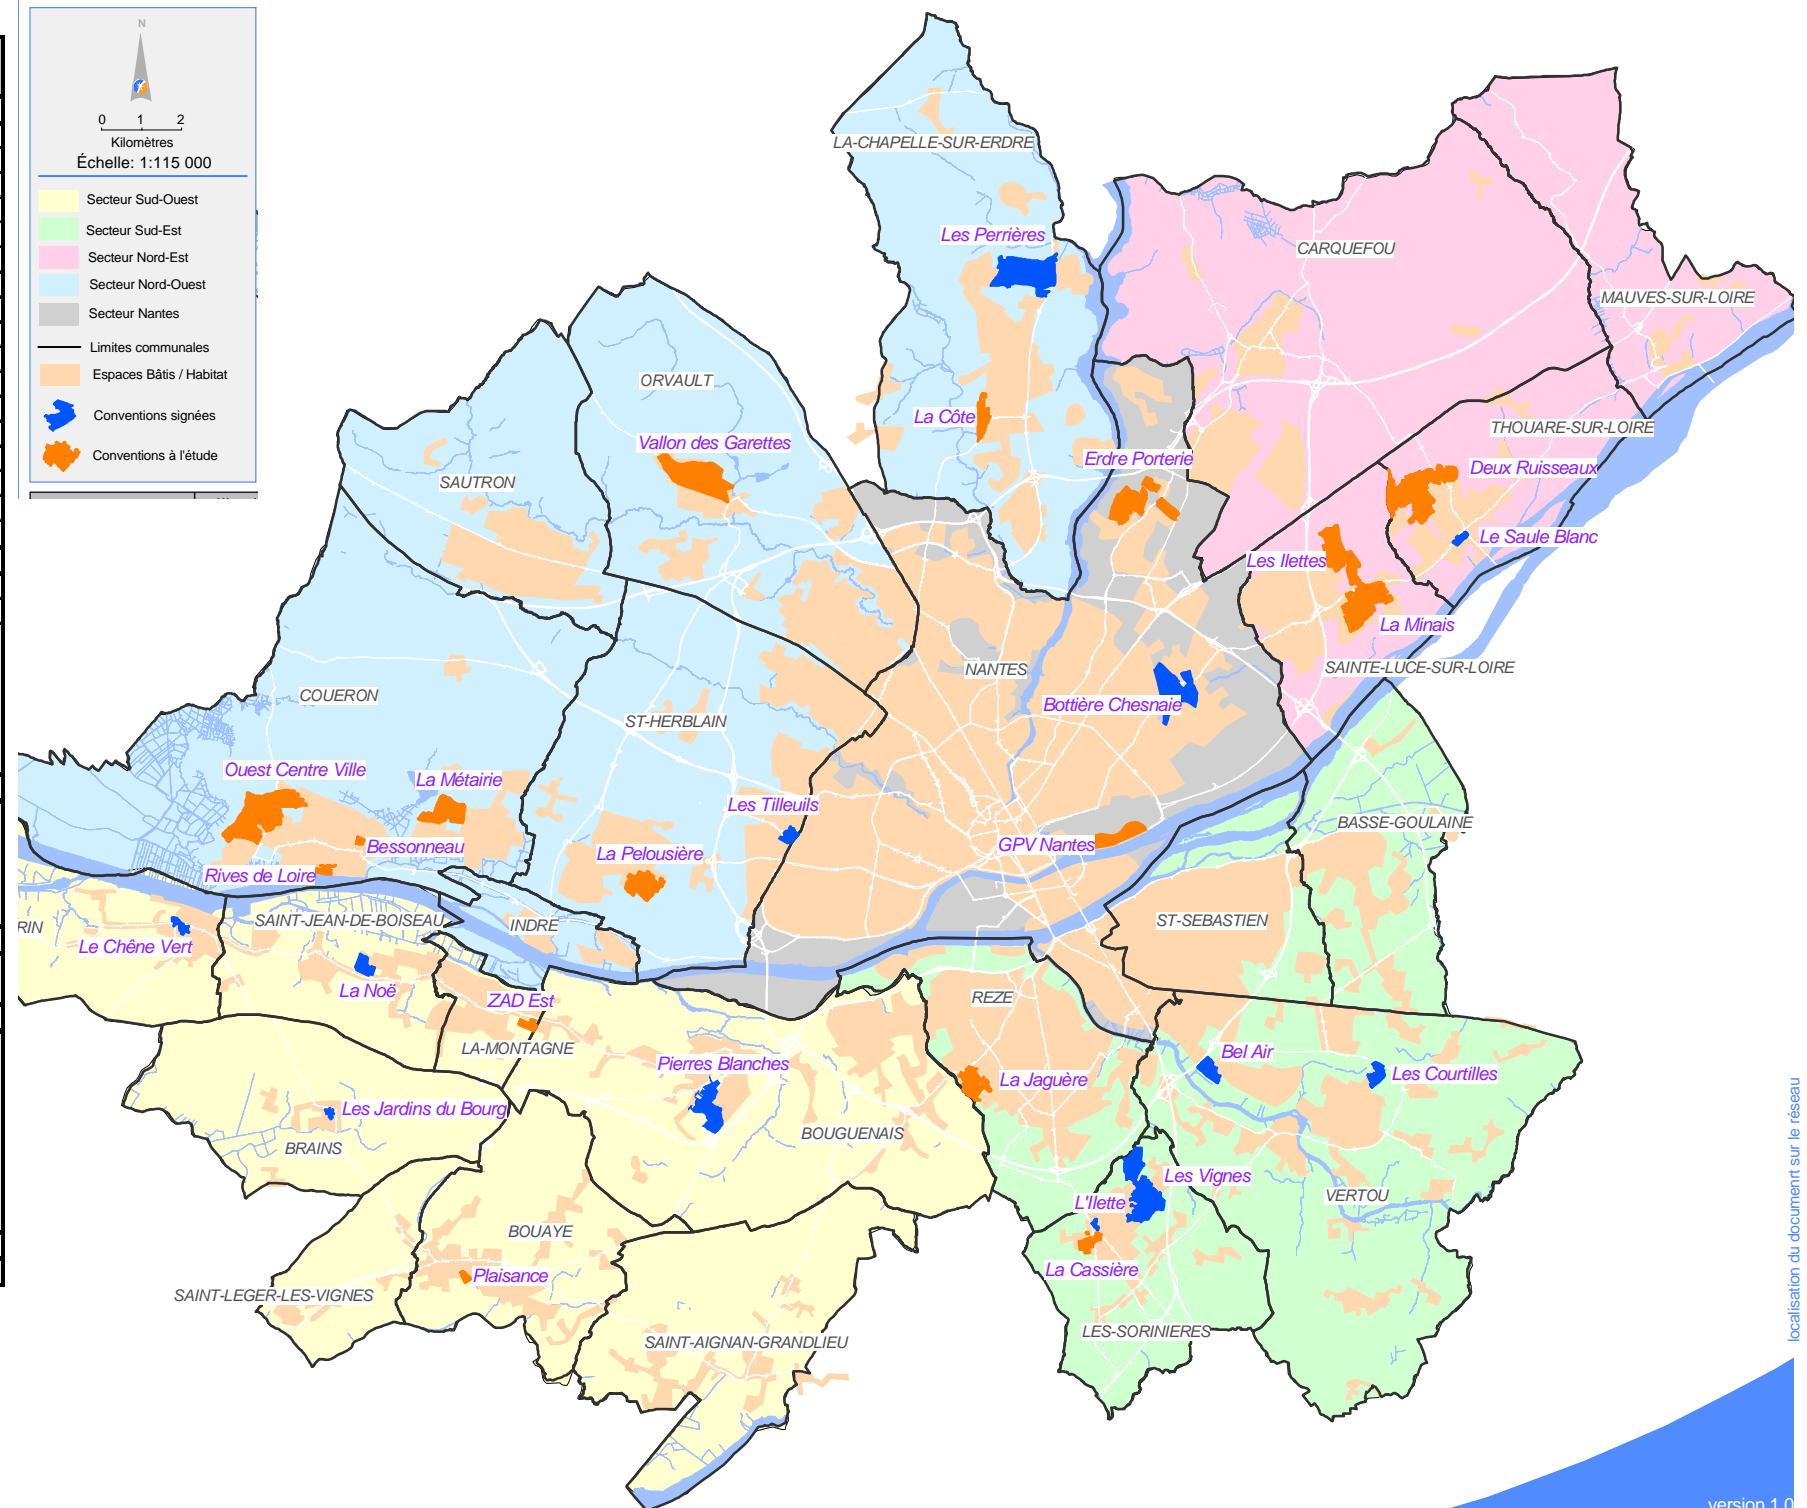 N
0 1 2
Kilomètres
Échelle: 1:115 000
Secteur Sud-Ouest
Secteur Sud-Est
Secteur Nord-Est
Secteur Nord-Ouest
Secteur Nantes
Limites communales
Espaces Bâtis / Habitat
Conventions signées
Conventions à l'étude
LA-CHAPELLE-SUR-ERDRE
Les Perrières
CARQUEFOU
MAUVES-SUR-LOIRE
ORVAULT
La Côte
Vallon des Garettes
THOUARE-SUR-LOIRE
Erdre Porterie
Deux Ruisseaux
SAUTRON
Le Saule Blanc
Les Ilettes
La Minais
NANTES
SAINTE-LUCE-SUR-LOIRE
COUERON
Bottière Chesnaie
ST-HERBLAIN
Ouest Centre Ville
La Métairie
Les Tilleuils
BASSE-GOULAINE
Bessonneau
GPV Nantes
La Pelousière
Rives de Loire
SAINT-JEAN-DE-BOISEAU
ST-SEBASTIEN
RIN
INDRE
Le Chêne Vert
La Noë
ZAD Est
REZE
LA-MONTAGNE
Bel Air
Pierres Blanches
Les Courtilles
La Jaguère
Les Jardins du Bourg
BOUGUENAIS
BRAINS
Les Vignes
L'Ilette
VERTOU
BOUAYE
La Cassière
Plaisance
SAINT-LEGER-LES-VIGNES
LES-SORINIERES
SAINT-AIGNAN-GRANDLIEU
localisation du documenrt sur le réseau
version 1.0